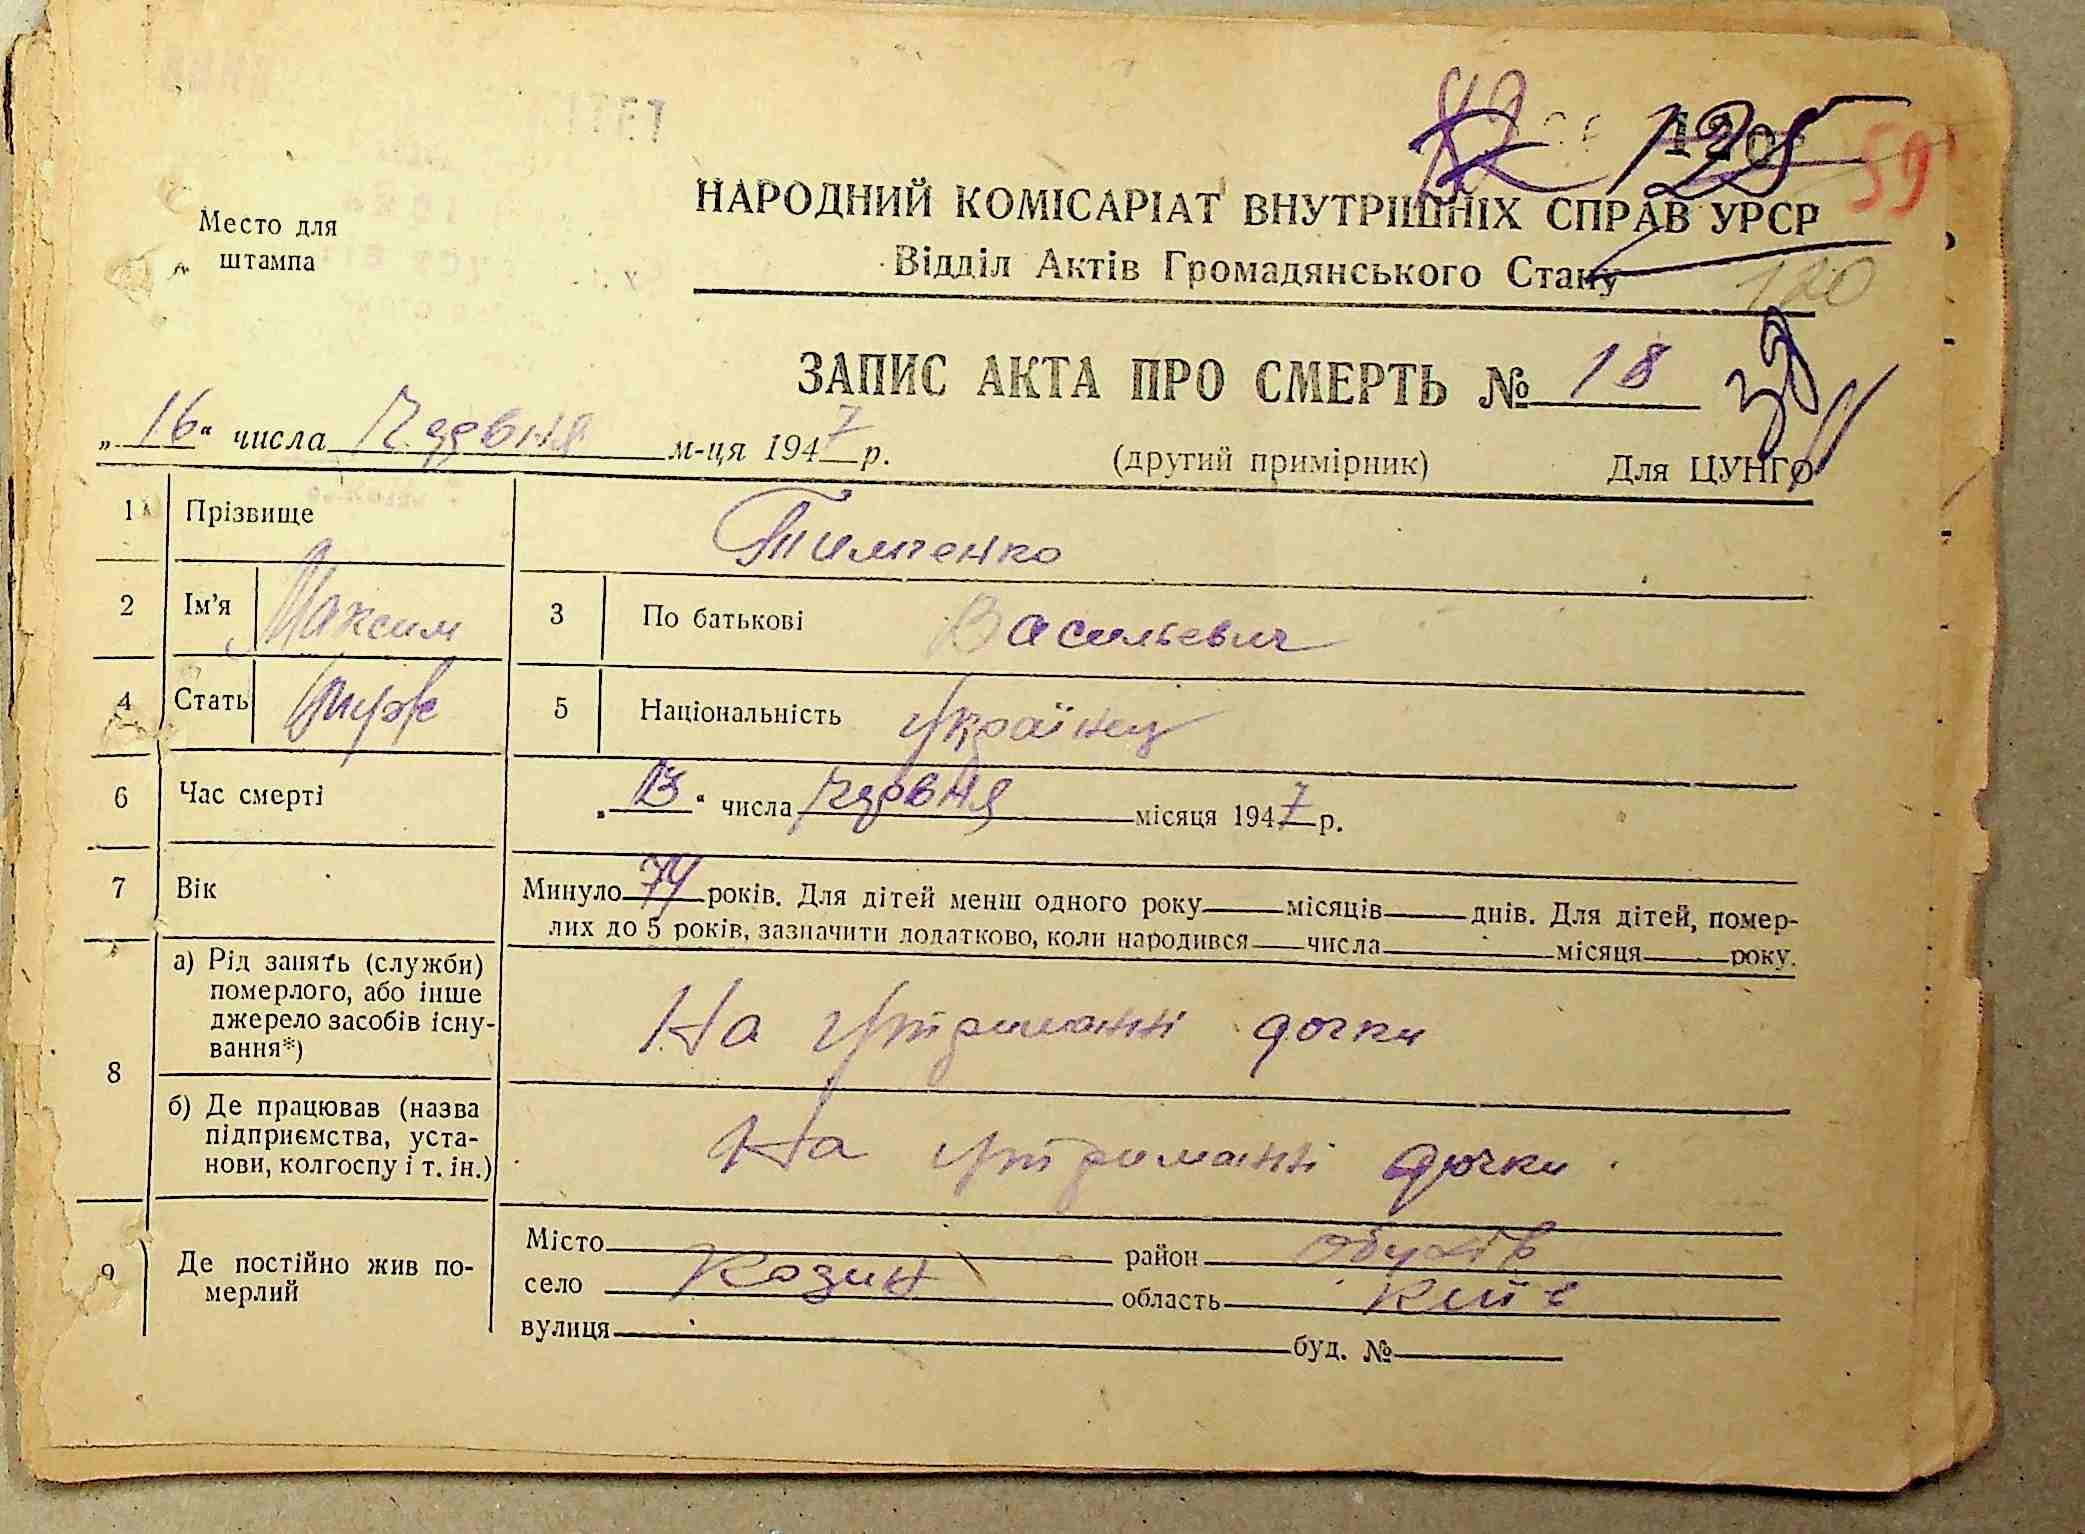 59
НАРОДНИЙ КОМІСАРІАТ ВНУТРІШНІХ СПРАВ УРСР
Відділ Актів Громадянського Стану
120
Место для
штампа
ЗАПИС АКТА ПРО СМЕРТЬ № 18
„16“ числа Червня м-ця 1947 р. (другий примірник) Для ЦУНГО
1 Прізвище Тимченко
2 Ім'я Максим 3 По батькові Васильевич
4 Стать муж 5 Національність Українец
6 Час смерті „13“ числа Червня місяця 1947 р.
7 Вік Минуло 74 років. Для дітей менш одного року місяців днів. Для дітей, помер-
лих до 5 років, зазначити додатково, коли народився числа місяця року.
8 а) Рід занять (служби)
померлого, або інше
джерело засобів існу-
вання*)
На утриманні дочки
б) Де працював (назва
підприємства, уста-
нови, колгоспу і т. ін.)
На утриманні дочки
9 Де постійно жив по-
мерлий
Місто район Обухів
село Козин область Київ
вулиця буд. №